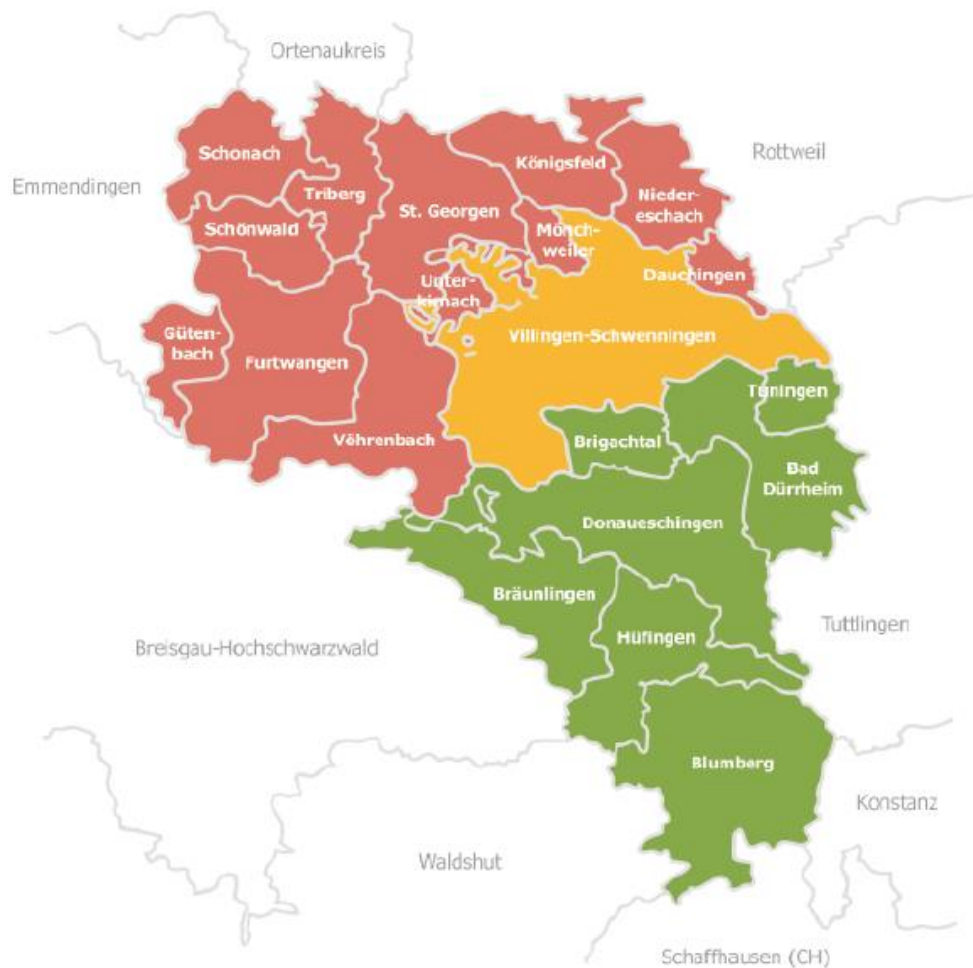 Ortenaukreis
Rottweil
Emmendingen
Schonach
Königsfeld
Triberg
Nieder-
eschach
St. Georgen
Schönwald
Mönch-
weiler
Dauchingen
Unter-
kirnach
Güten-
bach
Villingen-Schwenningen
Furtwangen
Tuningen
Vöhrenbach
Brigachtal
Bad
Dürrheim
Donaueschingen
Bräunlingen
Tuttlingen
Hüfingen
Breisgau-Hochschwarzwald
Blumberg
Konstanz
Waldshut
Schaffhausen (CH)